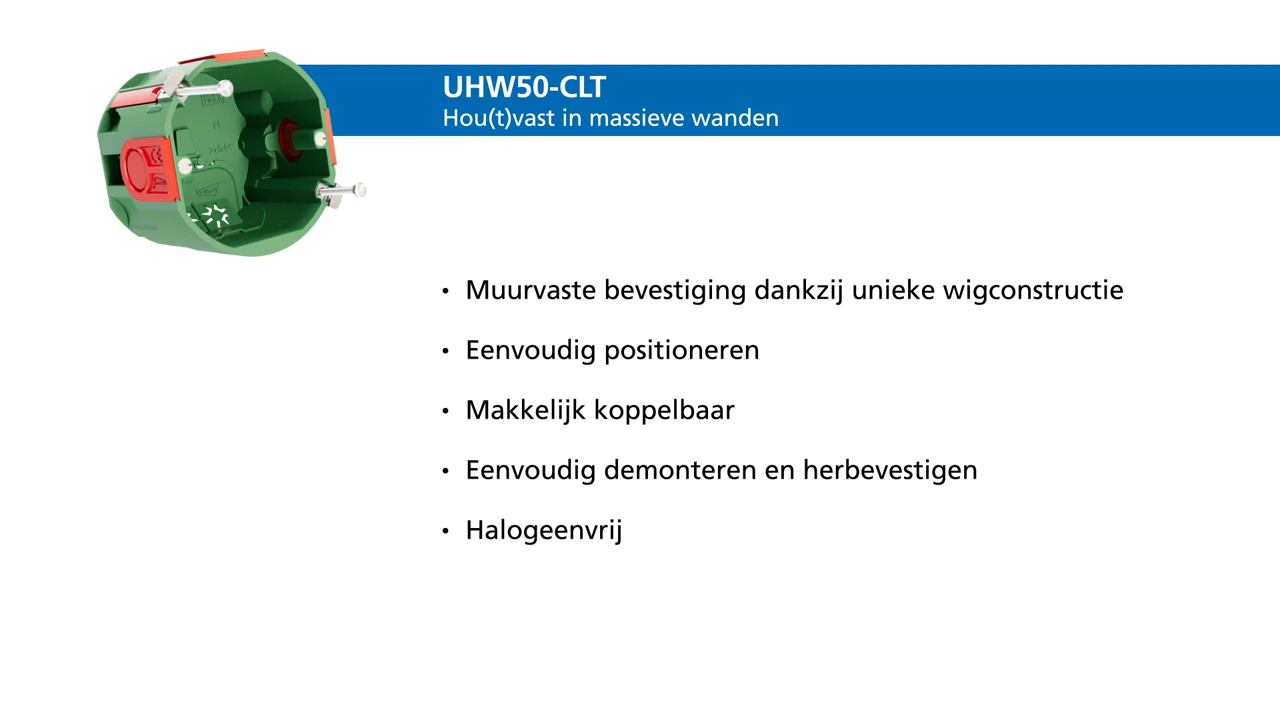 UHW50-CLT
Hou(t)vast in massieve wanden
• Muurvaste bevestiging dankzij unieke wigconstructie
• Eenvoudig positioneren
• Makkelijk koppelbaar
• Eenvoudig demonteren en herbevestigen
• Halogeenvrij